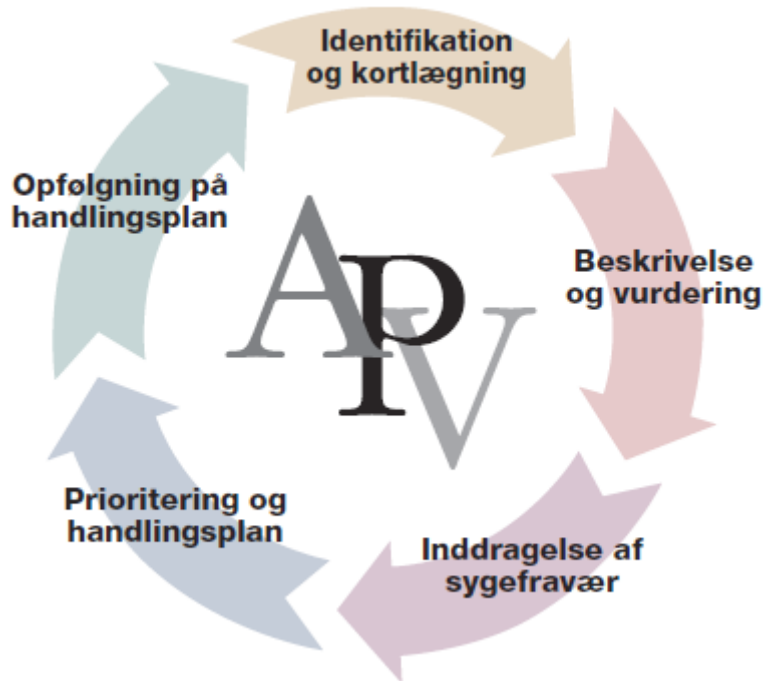 Identifikation
og kortlægning
Beskrivelse
og vurdering
Inddragelse af
sygefravær
Prioritering og
handlingsplan
Opfølgning på
handlingsplan
APV